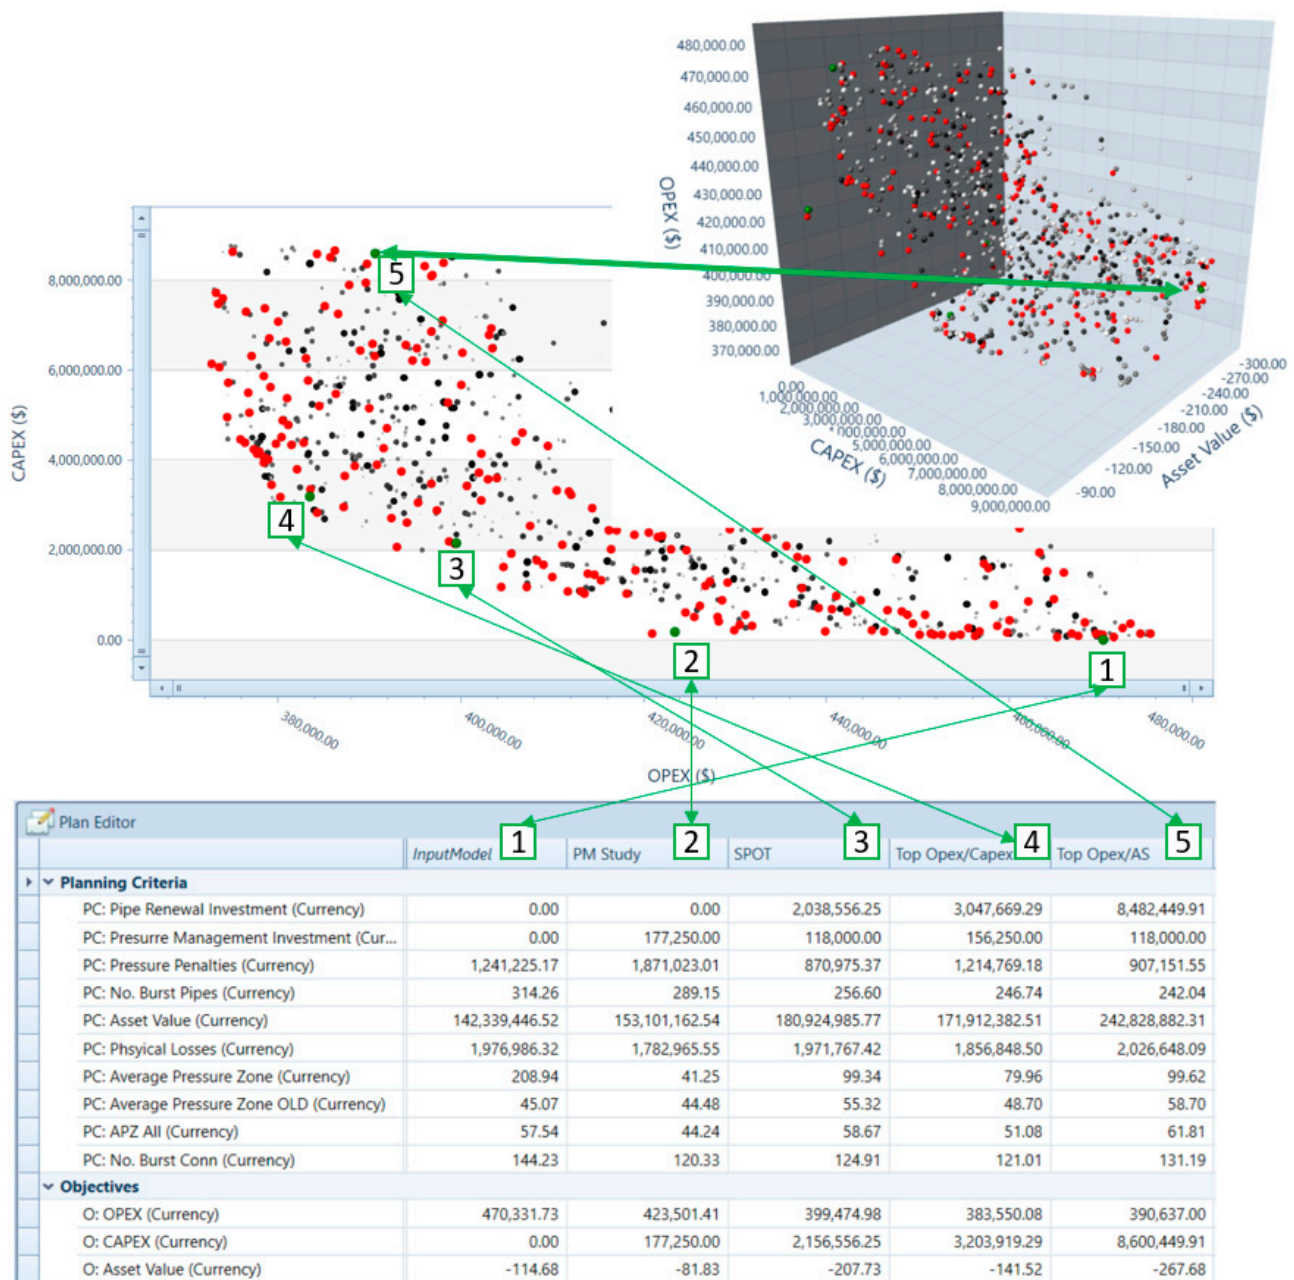 480,000.00
470,000.00
460,000.00
450,000.00
440,000.00
430,000.00
420,000.00
410,000.00
400,000.00
390,000.00
380,000.00
370,000.00
OPEX ($)
0.00
1,000,000.00
2,000,000.00
3,000,000.00
5,000,000.00
6,000,000.00
7,000,000.00
8,000,000.00
9,000,000.00
CAPEX ($)
-300.00
-270.00
-240.00
-210.00
-180.00
-150.00
-120.00
-90.00
Asset Value ($)
8,000,000.00
6,000,000.00
4,000,000.00
2,000,000.00
0.00
CAPEX ($)
5
4
3
2
1
380,000.00
400,000.00
420,000.00
440,000.00
460,000.00
480,000.00
OPEX ($)
Plan Editor
InputModel 1 PM Study 2 SPOT 3 Top Opex/Capex 4 Top Opex/AS 5
Planning Criteria
PC: Pipe Renewal Investment (Currency) 0.00 0.00 2,038,556.25 3,047,669.29 8,482,449.91
PC: Presurre Management Investment (Cur... 0.00 177,250.00 118,000.00 156,250.00 118,000.00
PC: Pressure Penalties (Currency) 1,241,225.17 1,871,023.01 870,975.37 1,214,769.18 907,151.55
PC: No. Burst Pipes (Currency) 314.26 289.15 256.60 246.74 242.04
PC: Asset Value (Currency) 142,339,446.52 153,101,162.54 180,924,985.77 171,912,382.51 242,828,882.31
PC: Phsyical Losses (Currency) 1,976,986.32 1,782,965.55 1,971,767.42 1,856,848.50 2,026,648.09
PC: Average Pressure Zone (Currency) 208.94 41.25 99.34 79.96 99.62
PC: Average Pressure Zone OLD (Currency) 45.07 44.48 55.32 48.70 58.70
PC: APZ All (Currency) 57.54 44.24 58.67 51.08 61.81
PC: No. Burst Conn (Currency) 144.23 120.33 124.91 121.01 131.19
Objectives
O: OPEX (Currency) 470,331.73 423,501.41 399,474.98 383,550.08 390,637.00
O: CAPEX (Currency) 0.00 177,250.00 2,156,556.25 3,203,919.29 8,600,449.91
O: Asset Value (Currency) -114.68 -81.83 -207.73 -141.52 -267.68